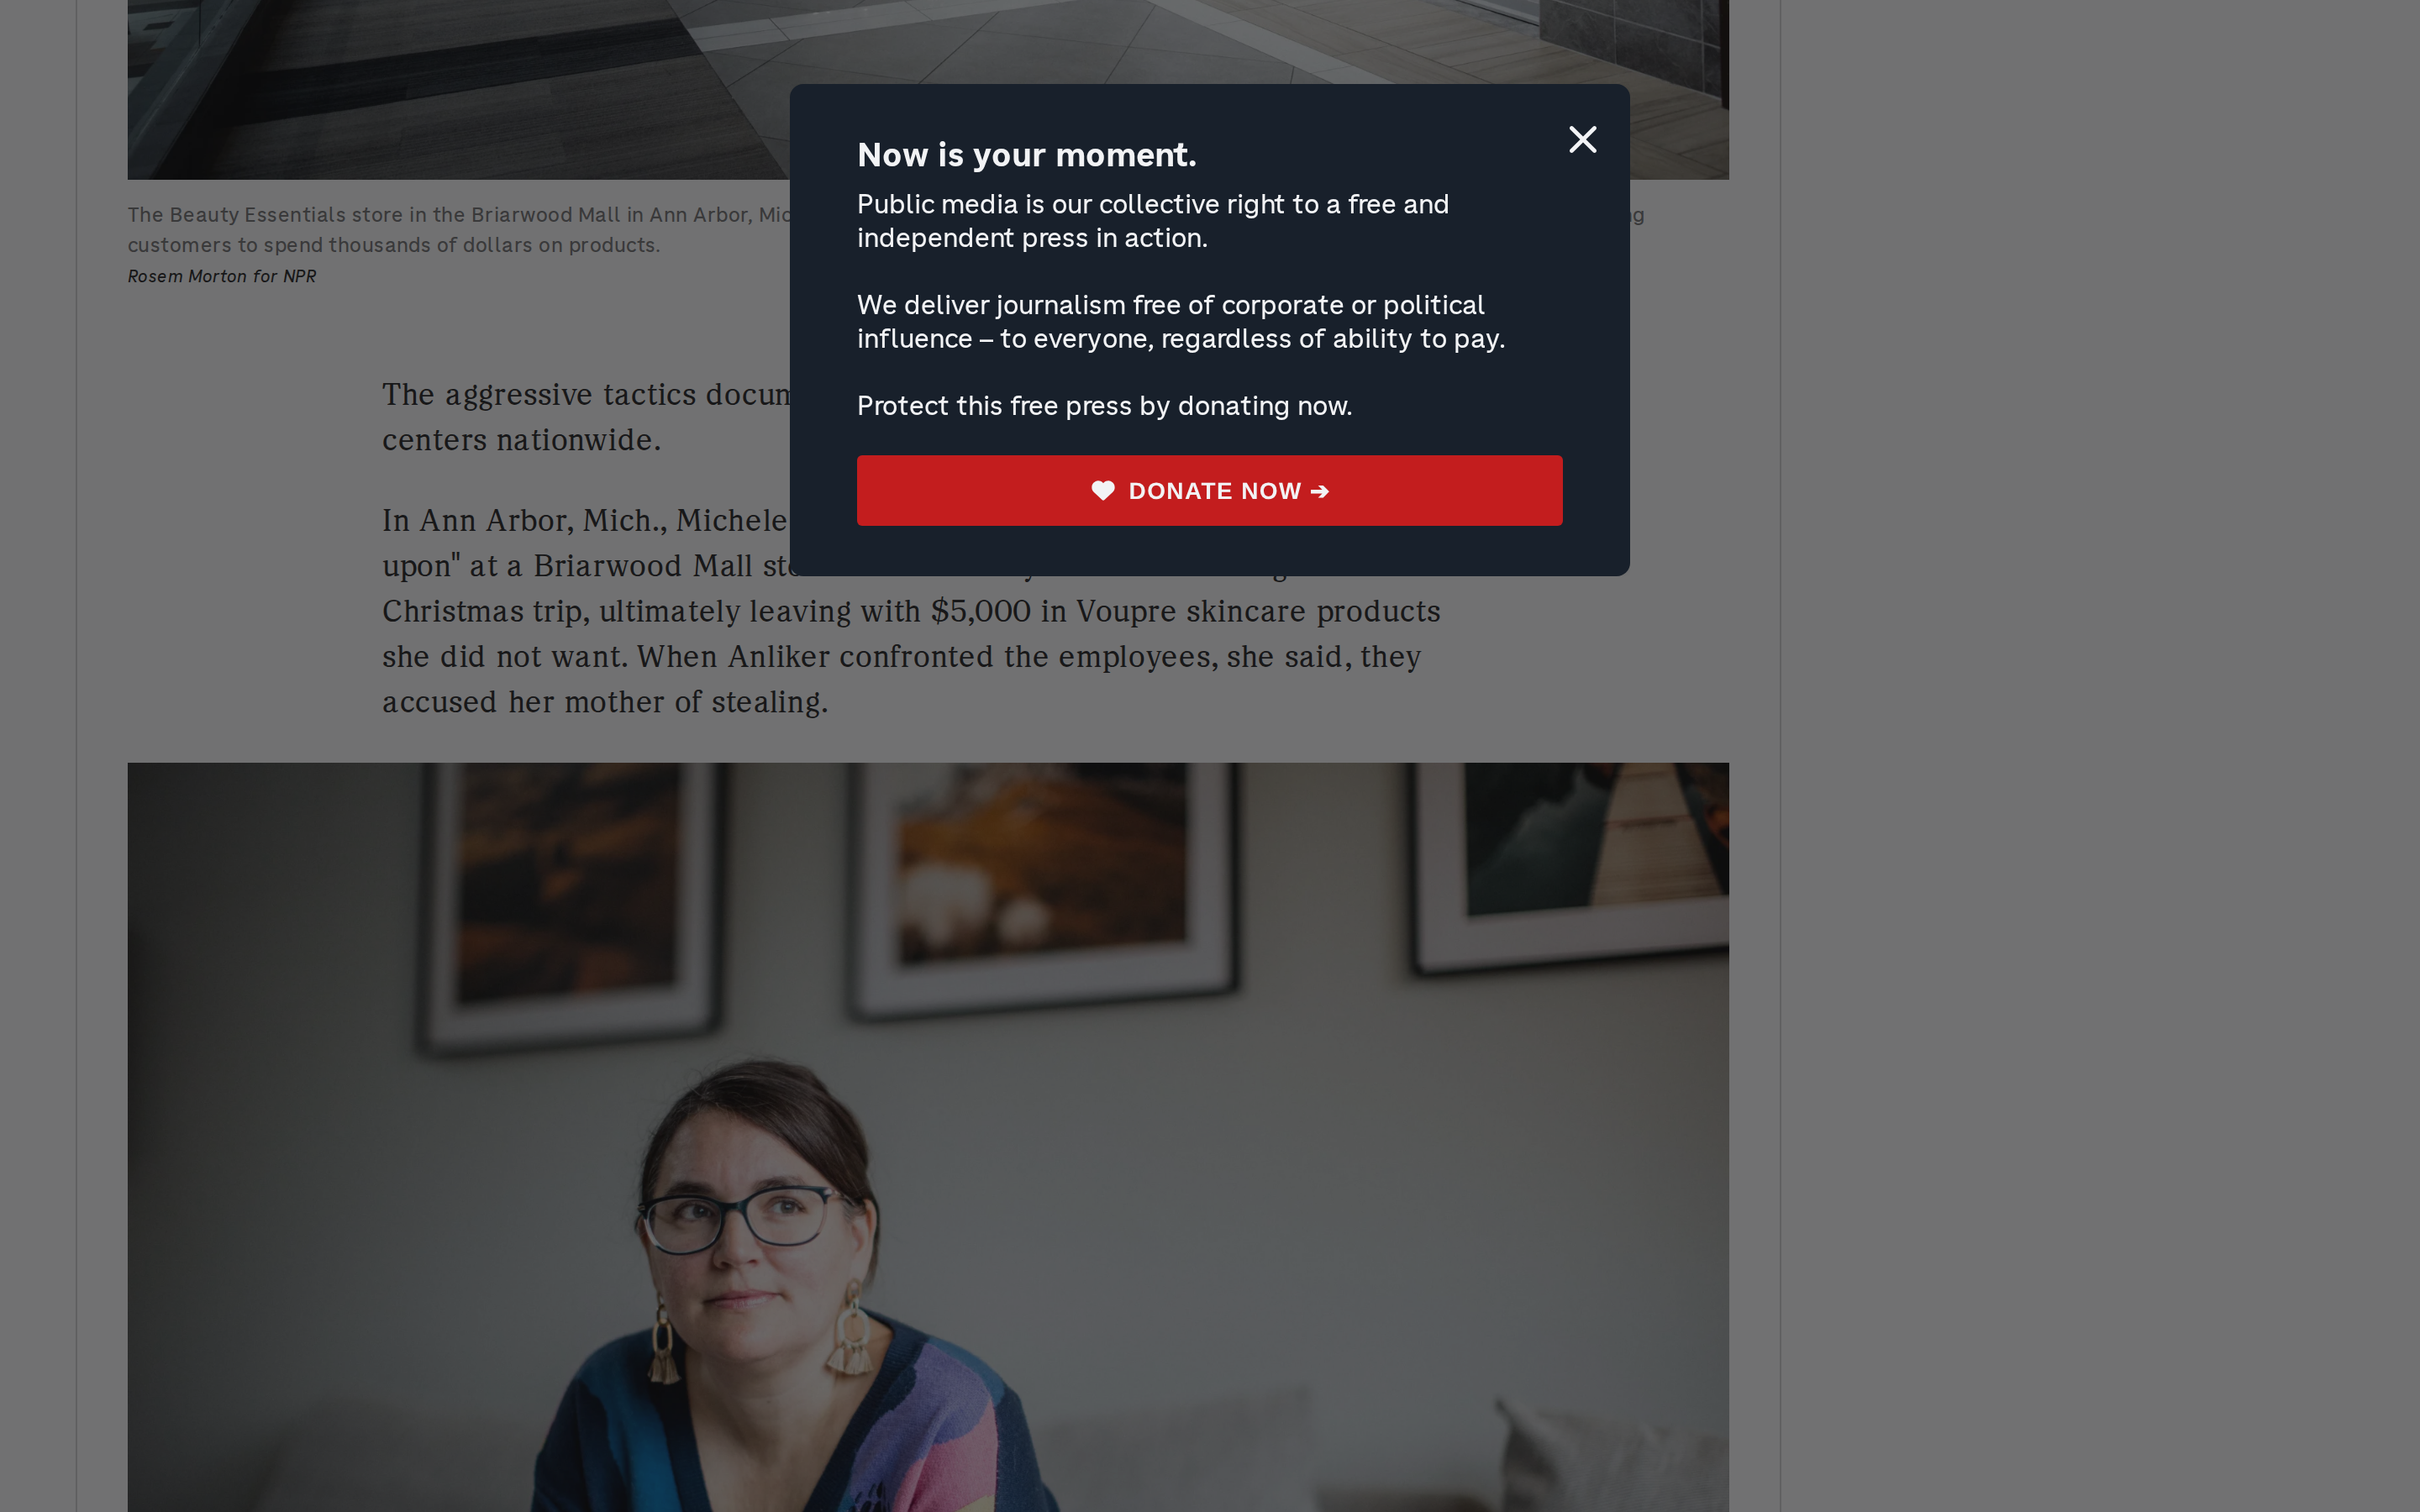 The Beauty Essentials store in the Briarwood Mall in Ann Arbor,
customers to spend thousands of dollars on products.
Rosem Morton for NPR
Now is your moment.
Public media is our collective right to a free and
independent press in action.
We deliver journalism free of corporate or political
influence – to everyone, regardless of ability to pay.
Protect this free press by donating now.
DONATE NOW ➔
The aggressive tactics
centers nationwide.
In Ann Arbor, Mich., Michele
upon" at a Briarwood Mall
Christmas trip, ultimately leaving with $5,000 in Voupre skincare products
she did not want. When Anliker confronted the employees, she said, they
accused her mother of stealing.